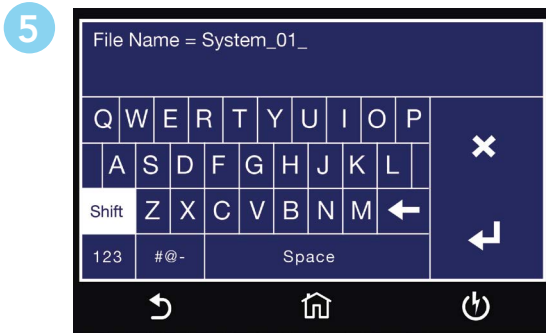 5
File Name = System_01_
Q W E R T Y U I O P
A S D F G H J K L
Shift Z X C V B N M
123 #@- Space